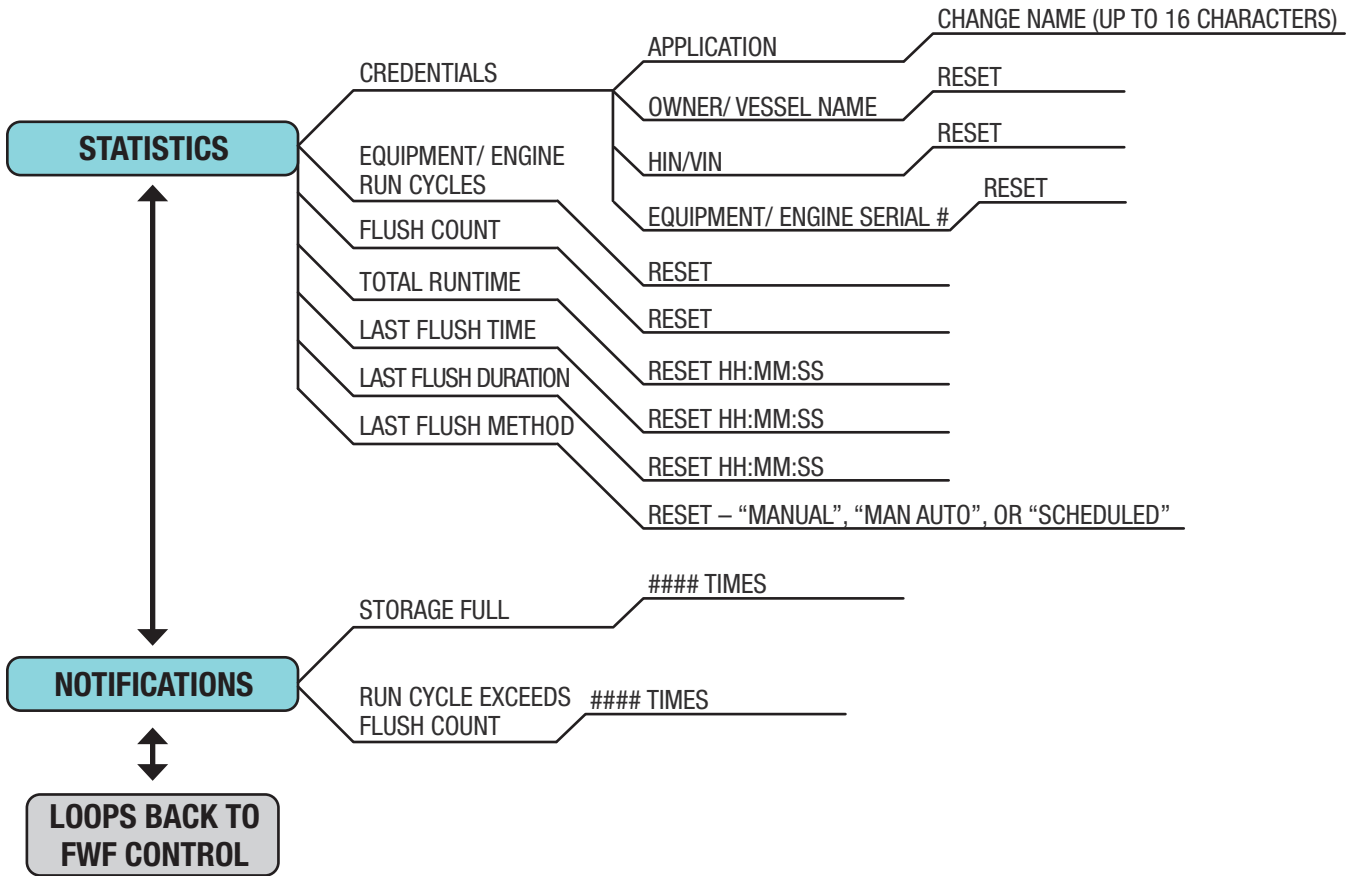 STATISTICS
CREDENTIALS
APPLICATION
CHANGE NAME (UP TO 16 CHARACTERS)
OWNER/ VESSEL NAME
RESET
HIN/VIN
RESET
EQUIPMENT/ ENGINE SERIAL #
RESET
EQUIPMENT/ ENGINE
RUN CYCLES
RESET
FLUSH COUNT
RESET
TOTAL RUNTIME
RESET HH:MM:SS
LAST FLUSH TIME
RESET HH:MM:SS
LAST FLUSH DURATION
RESET HH:MM:SS
LAST FLUSH METHOD
RESET – “MANUAL”, “MAN AUTO”, OR “SCHEDULED”
NOTIFICATIONS
STORAGE FULL
#### TIMES
RUN CYCLE EXCEEDS
FLUSH COUNT
#### TIMES
LOOPS BACK TO
FWF CONTROL